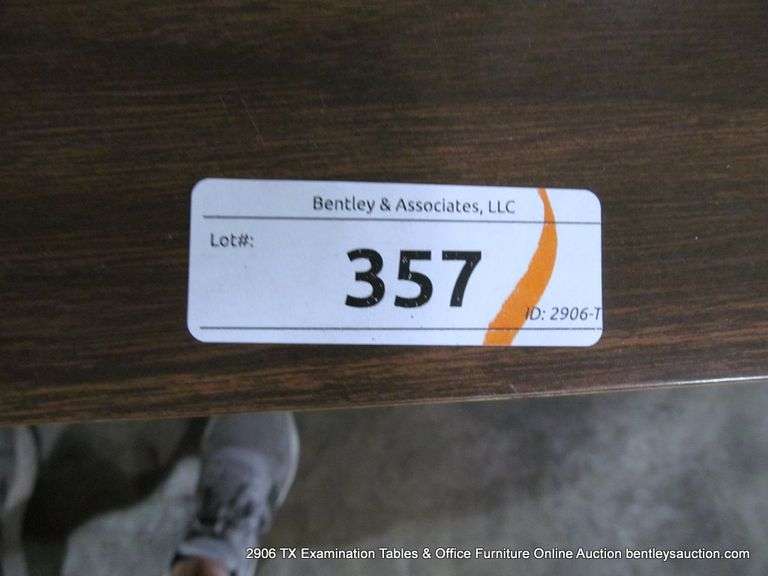 Bentley & Associates, LLC
Lot#:
357
ID: 2906-T
2906 TX Examination Tables & Office Furniture Online Auction bentleysauction.com